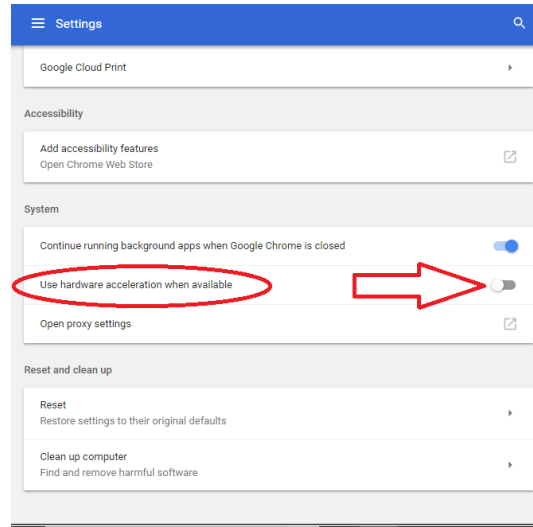 Settings
Google Cloud Print
Accessibility
Add accessibility features
Open Chrome Web Store
System
Continue running background apps when Google Chrome is closed
Use hardware acceleration when available
Open proxy settings
Reset and clean up
Reset
Restore settings to their original defaults
Clean up computer
Find and remove harmful software